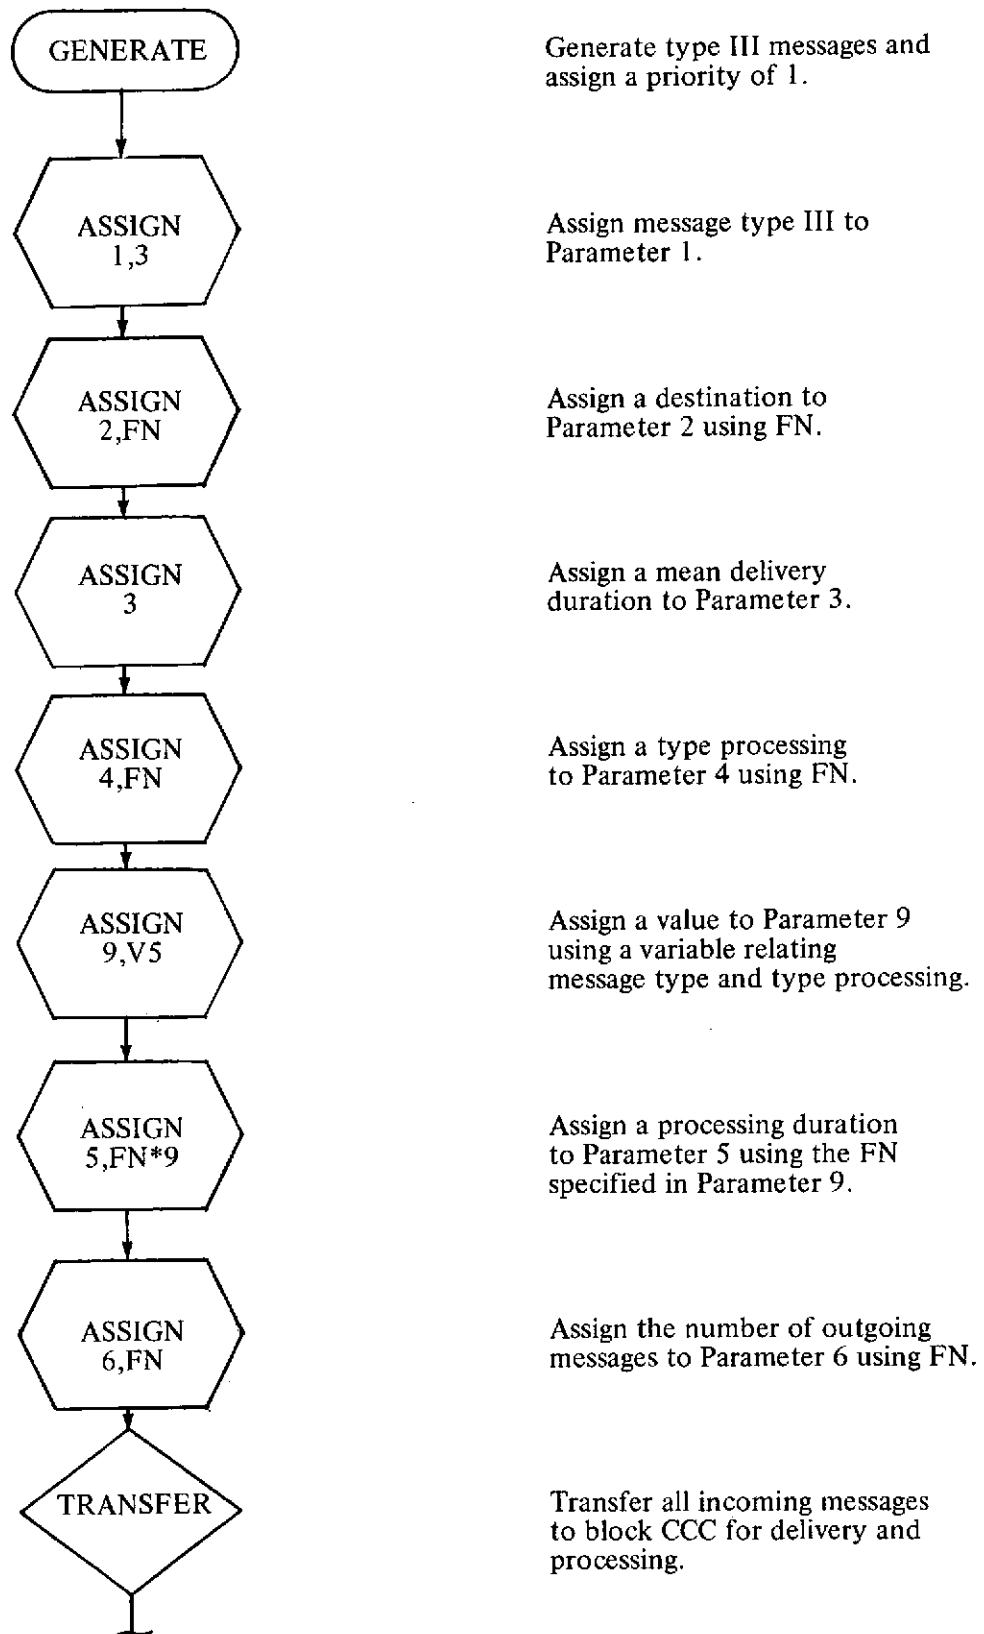 GENERATE
Generate type III messages and
assign a priority of 1.
ASSIGN
1,3
Assign message type III to
Parameter 1.
ASSIGN
2,FN
Assign a destination to
Parameter 2 using FN.
ASSIGN
3
Assign a mean delivery
duration to Parameter 3.
ASSIGN
4,FN
Assign a type processing
to Parameter 4 using FN.
ASSIGN
9,V5
Assign a value to Parameter 9
using a variable relating
message type and type processing.
ASSIGN
5,FN*9
Assign a processing duration
to Parameter 5 using the FN
specified in Parameter 9.
ASSIGN
6,FN
Assign the number of outgoing
messages to Parameter 6 using FN.
TRANSFER
Transfer all incoming messages
to block CCC for delivery and
processing.